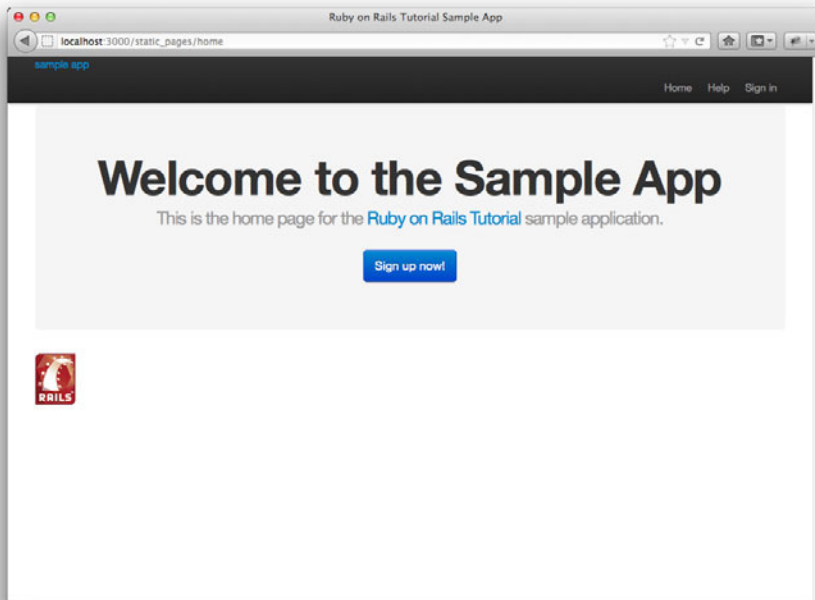 Ruby on Rails Tutorial Sample App
localhost:3000/static_pages/home
sample app
Home Help Sign in
Welcome to the Sample App
This is the home page for the Ruby on Rails Tutorial sample application.
Sign up now!
RAILS